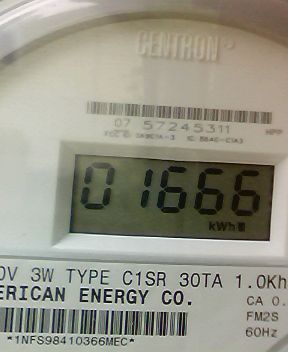 CENTRON
07 57245311
HPP
01666
kWh
0V 3W TYPE C1SR 30TA 1.0Kh
ERICAN ENERGY CO.
CA 0.
FM2S
60Hz
*1NFS98410366MEC*